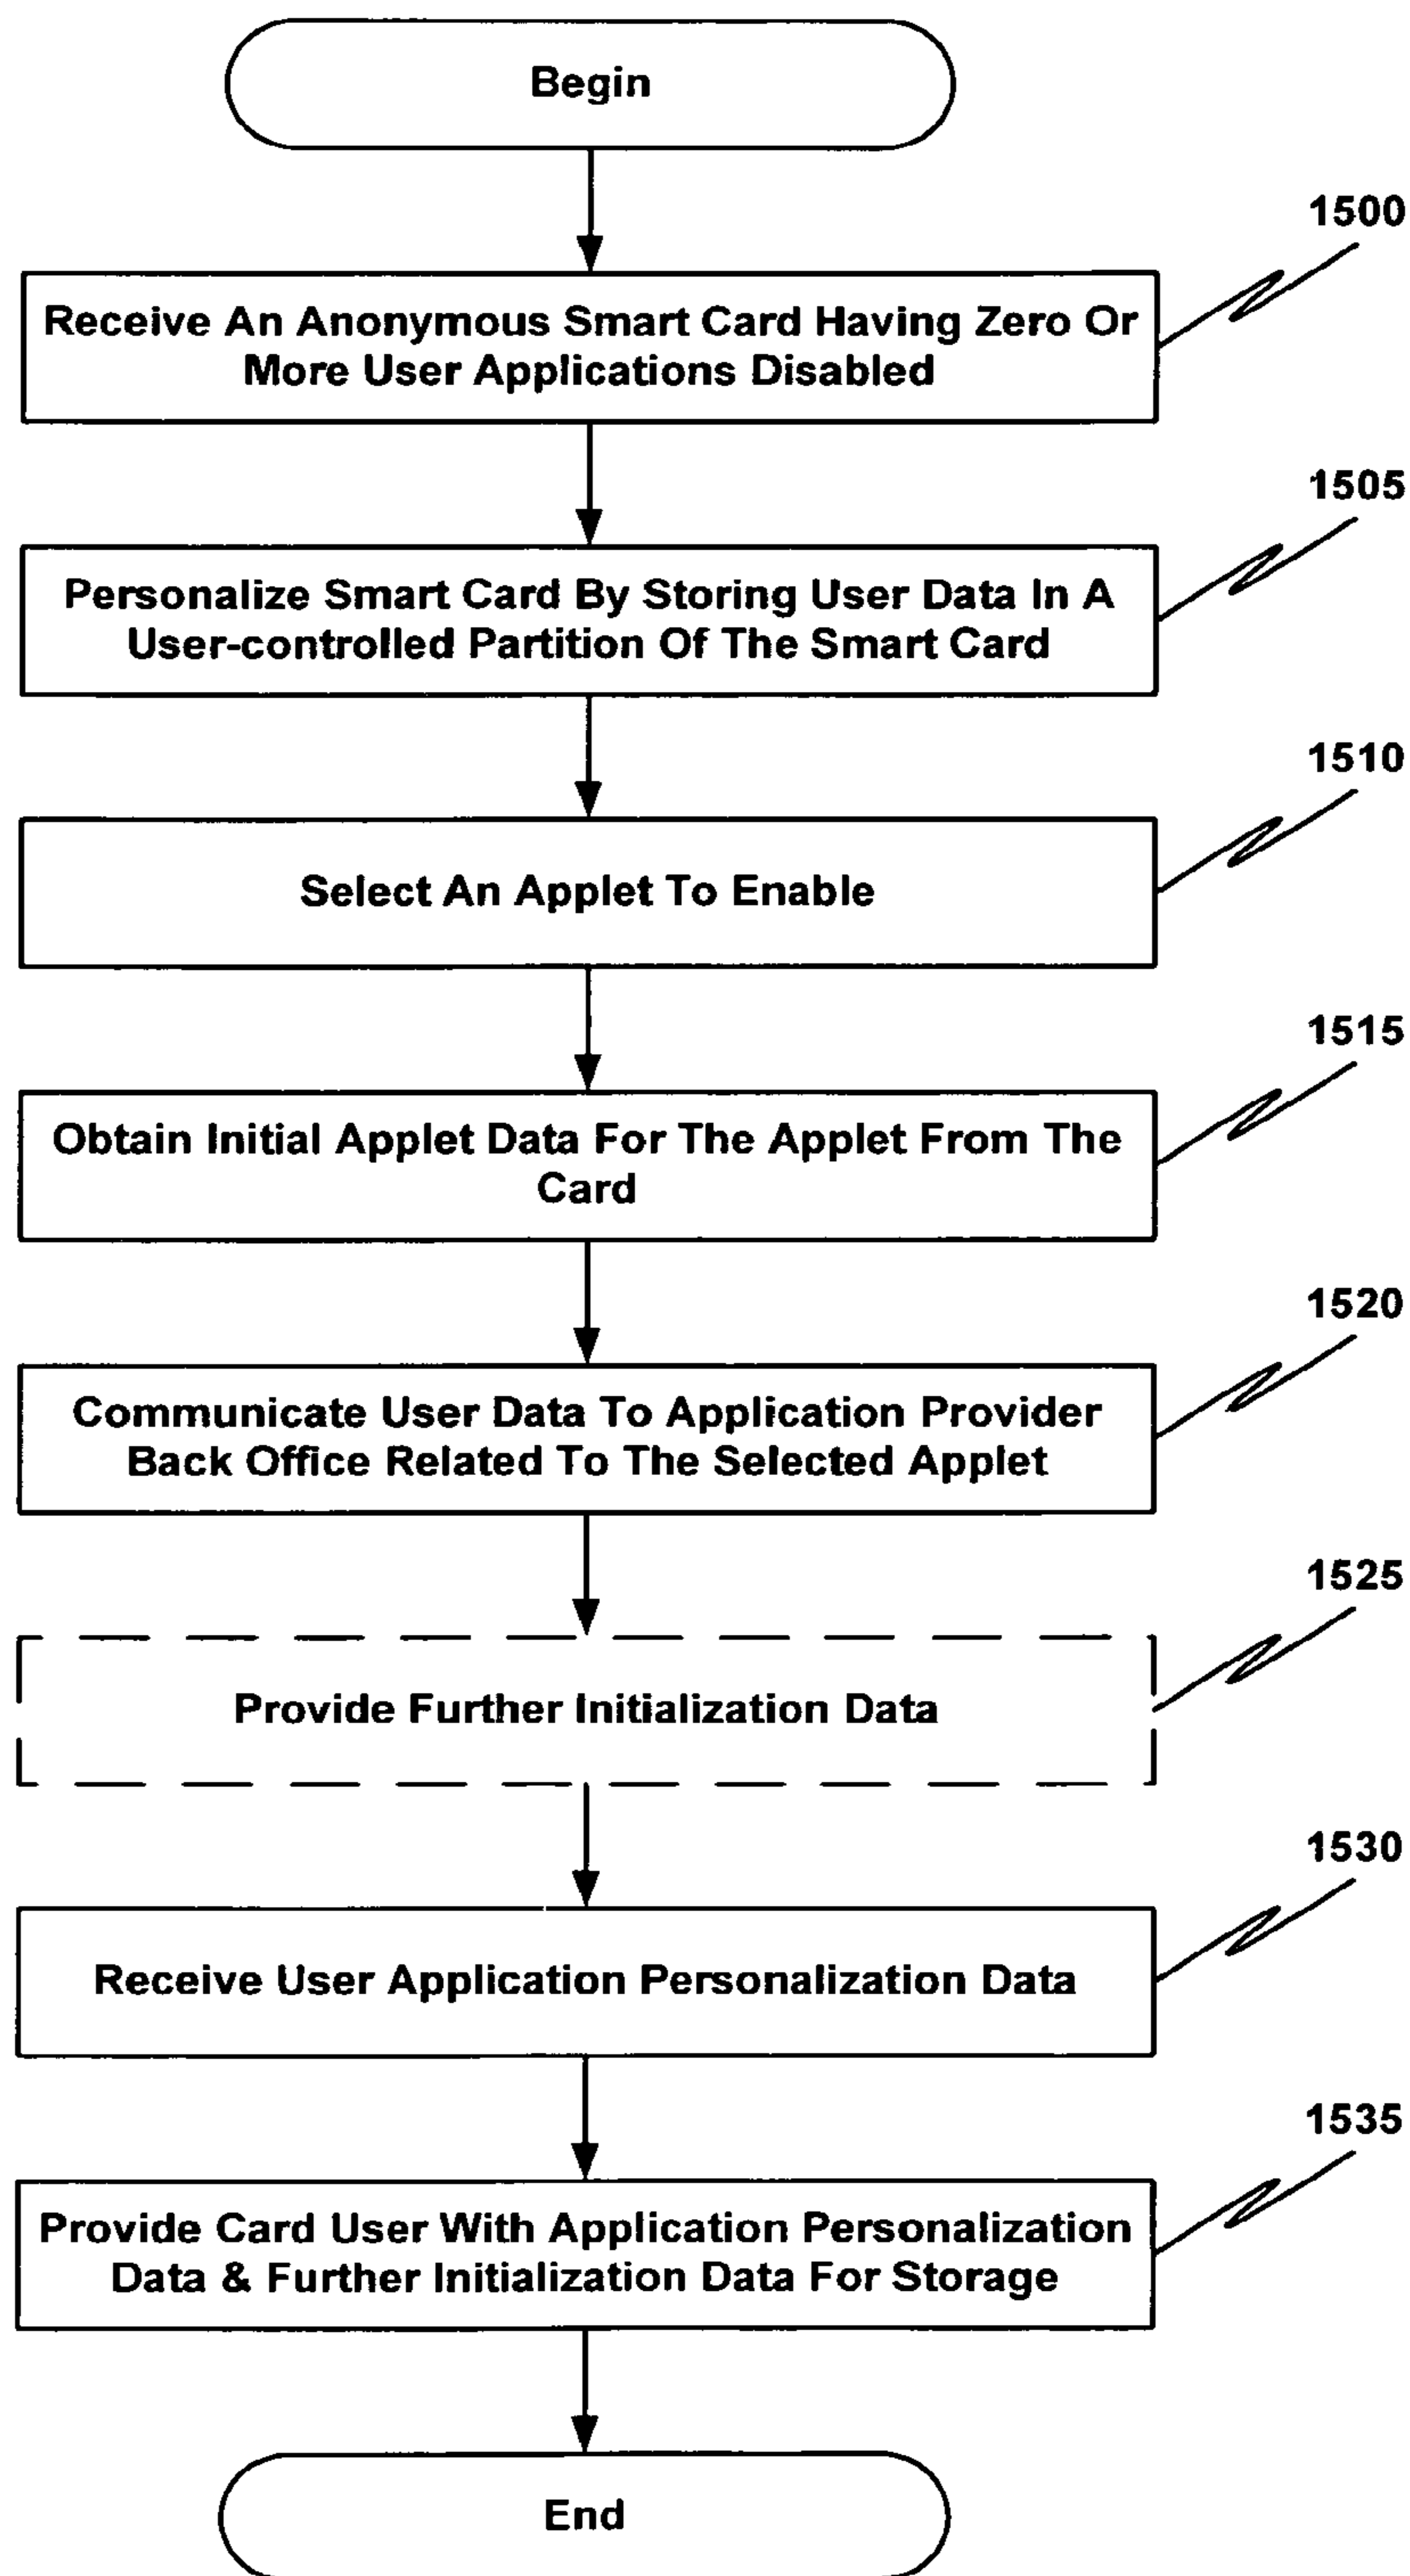 Begin
1500
Receive An Anonymous Smart Card Having Zero Or
More User Applications Disabled
1505
Personalize Smart Card By Storing User Data In A
User-controlled Partition Of The Smart Card
1510
Select An Applet To Enable
1515
Obtain Initial Applet Data For The Applet From The
Card
1520
Communicate User Data To Application Provider
Back Office Related To The Selected Applet
1525
Provide Further Initialization Data
1530
Receive User Application Personalization Data
1535
Provide Card User With Application Personalization
Data & Further Initialization Data For Storage
End